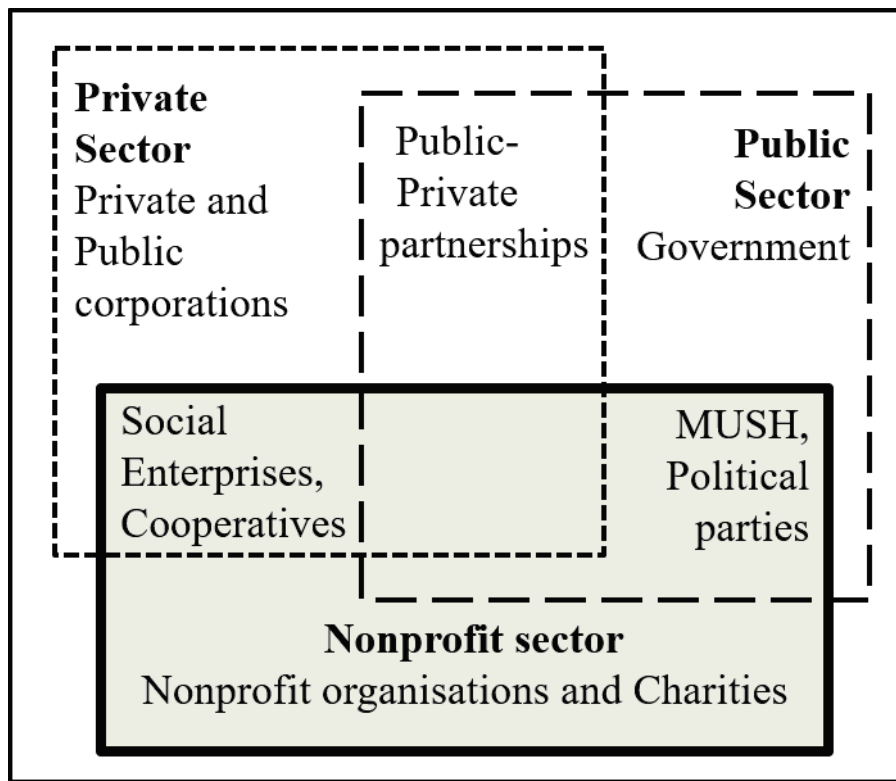 Private
Sector
Private and
Public
corporations
Public-
Private
partnerships
Public
Sector
Government
Social
Enterprises,
Cooperatives
MUSH,
Political
parties
Nonprofit sector
Nonprofit organisations and Charities